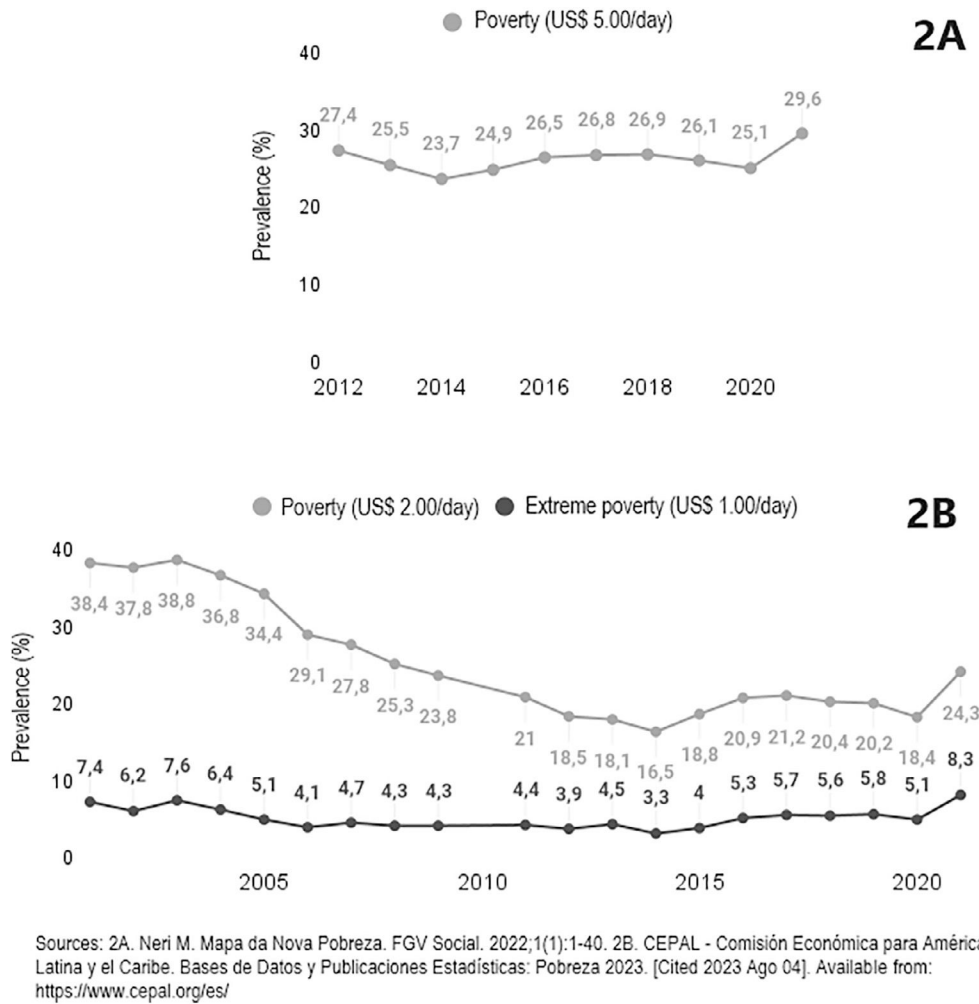 Poverty (US$ 5.00/day)
2A
40
30
20
10
0
Prevalence (%)
27,4 25,5 23,7 24,9 26,5 26,8 26,9 26,1 25,1 29,6
2012 2014 2016 2018 2020
Poverty (US$ 2.00/day) Extreme poverty (US$ 1.00/day)
2B
40
30
20
10
0
Prevalence (%)
38,4 37,8 38,8 36,8 34,4 29,1 27,8 25,3 23,8 21 18,5 18,1 16,5 18,8 20,9 21,2 20,4 20,2 18,4 24,3
7,4 6,2 7,6 6,4 5,1 4,1 4,7 4,3 4,3 4,4 3,9 4,5 3,3 4 5,3 5,7 5,6 5,8 5,1 8,3
2005 2010 2015 2020
Sources: 2A. Neri M. Mapa da Nova Pobreza. FGV Social. 2022;1(1):1-40. 2B. CEPAL - Comisión Económica para América
Latina y el Caribe. Bases de Datos y Publicaciones Estadísticas: Pobreza 2023. [Cited 2023 Ago 04]. Available from:
https://www.cepal.org/es/